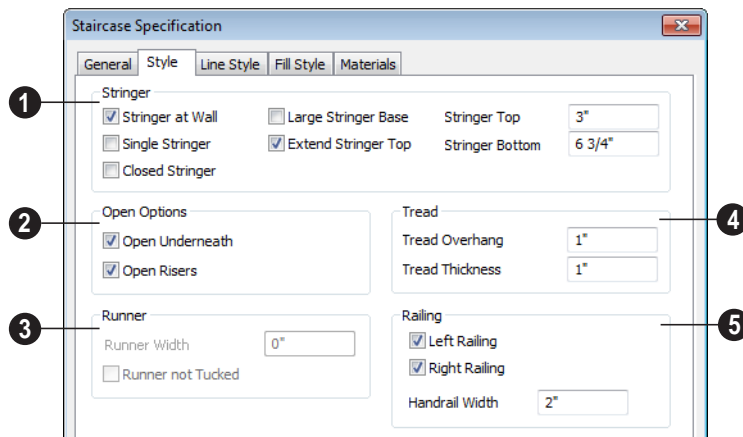 Staircase Specification
General Style Line Style Fill Style Materials
1
Stringer
Stringer at Wall Large Stringer Base Stringer Top 3"
Single Stringer Extend Stringer Top Stringer Bottom 6 3/4"
Closed Stringer
2
Open Options
Open Underneath
Open Risers
Tread
4
Tread Overhang 1"
Tread Thickness 1"
3
Runner
Runner Width 0"
Runner not Tucked
Railing
5
Left Railing
Right Railing
Handrail Width 2"